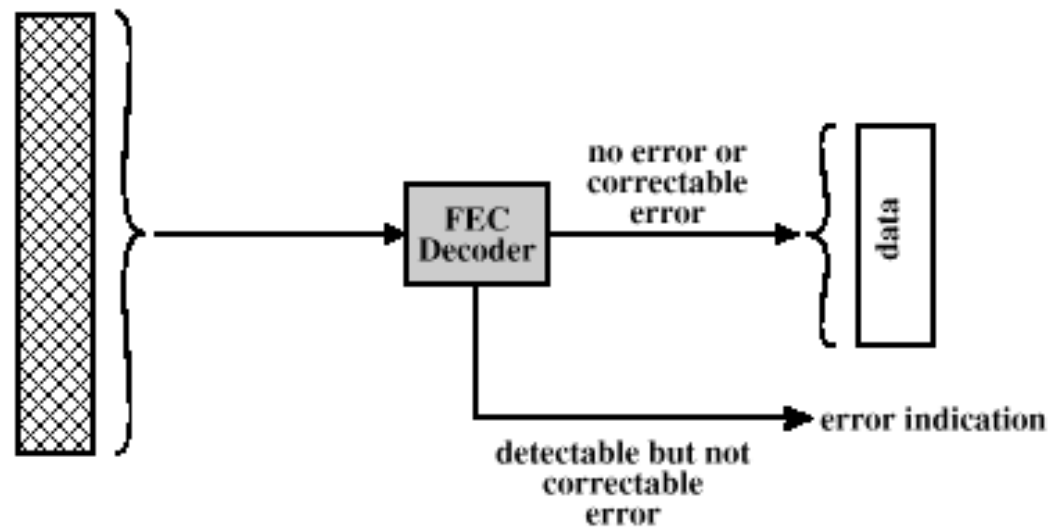 no error or
correctable
error
FEC
Decoder
data
error indication
detectable but not
correctable
error